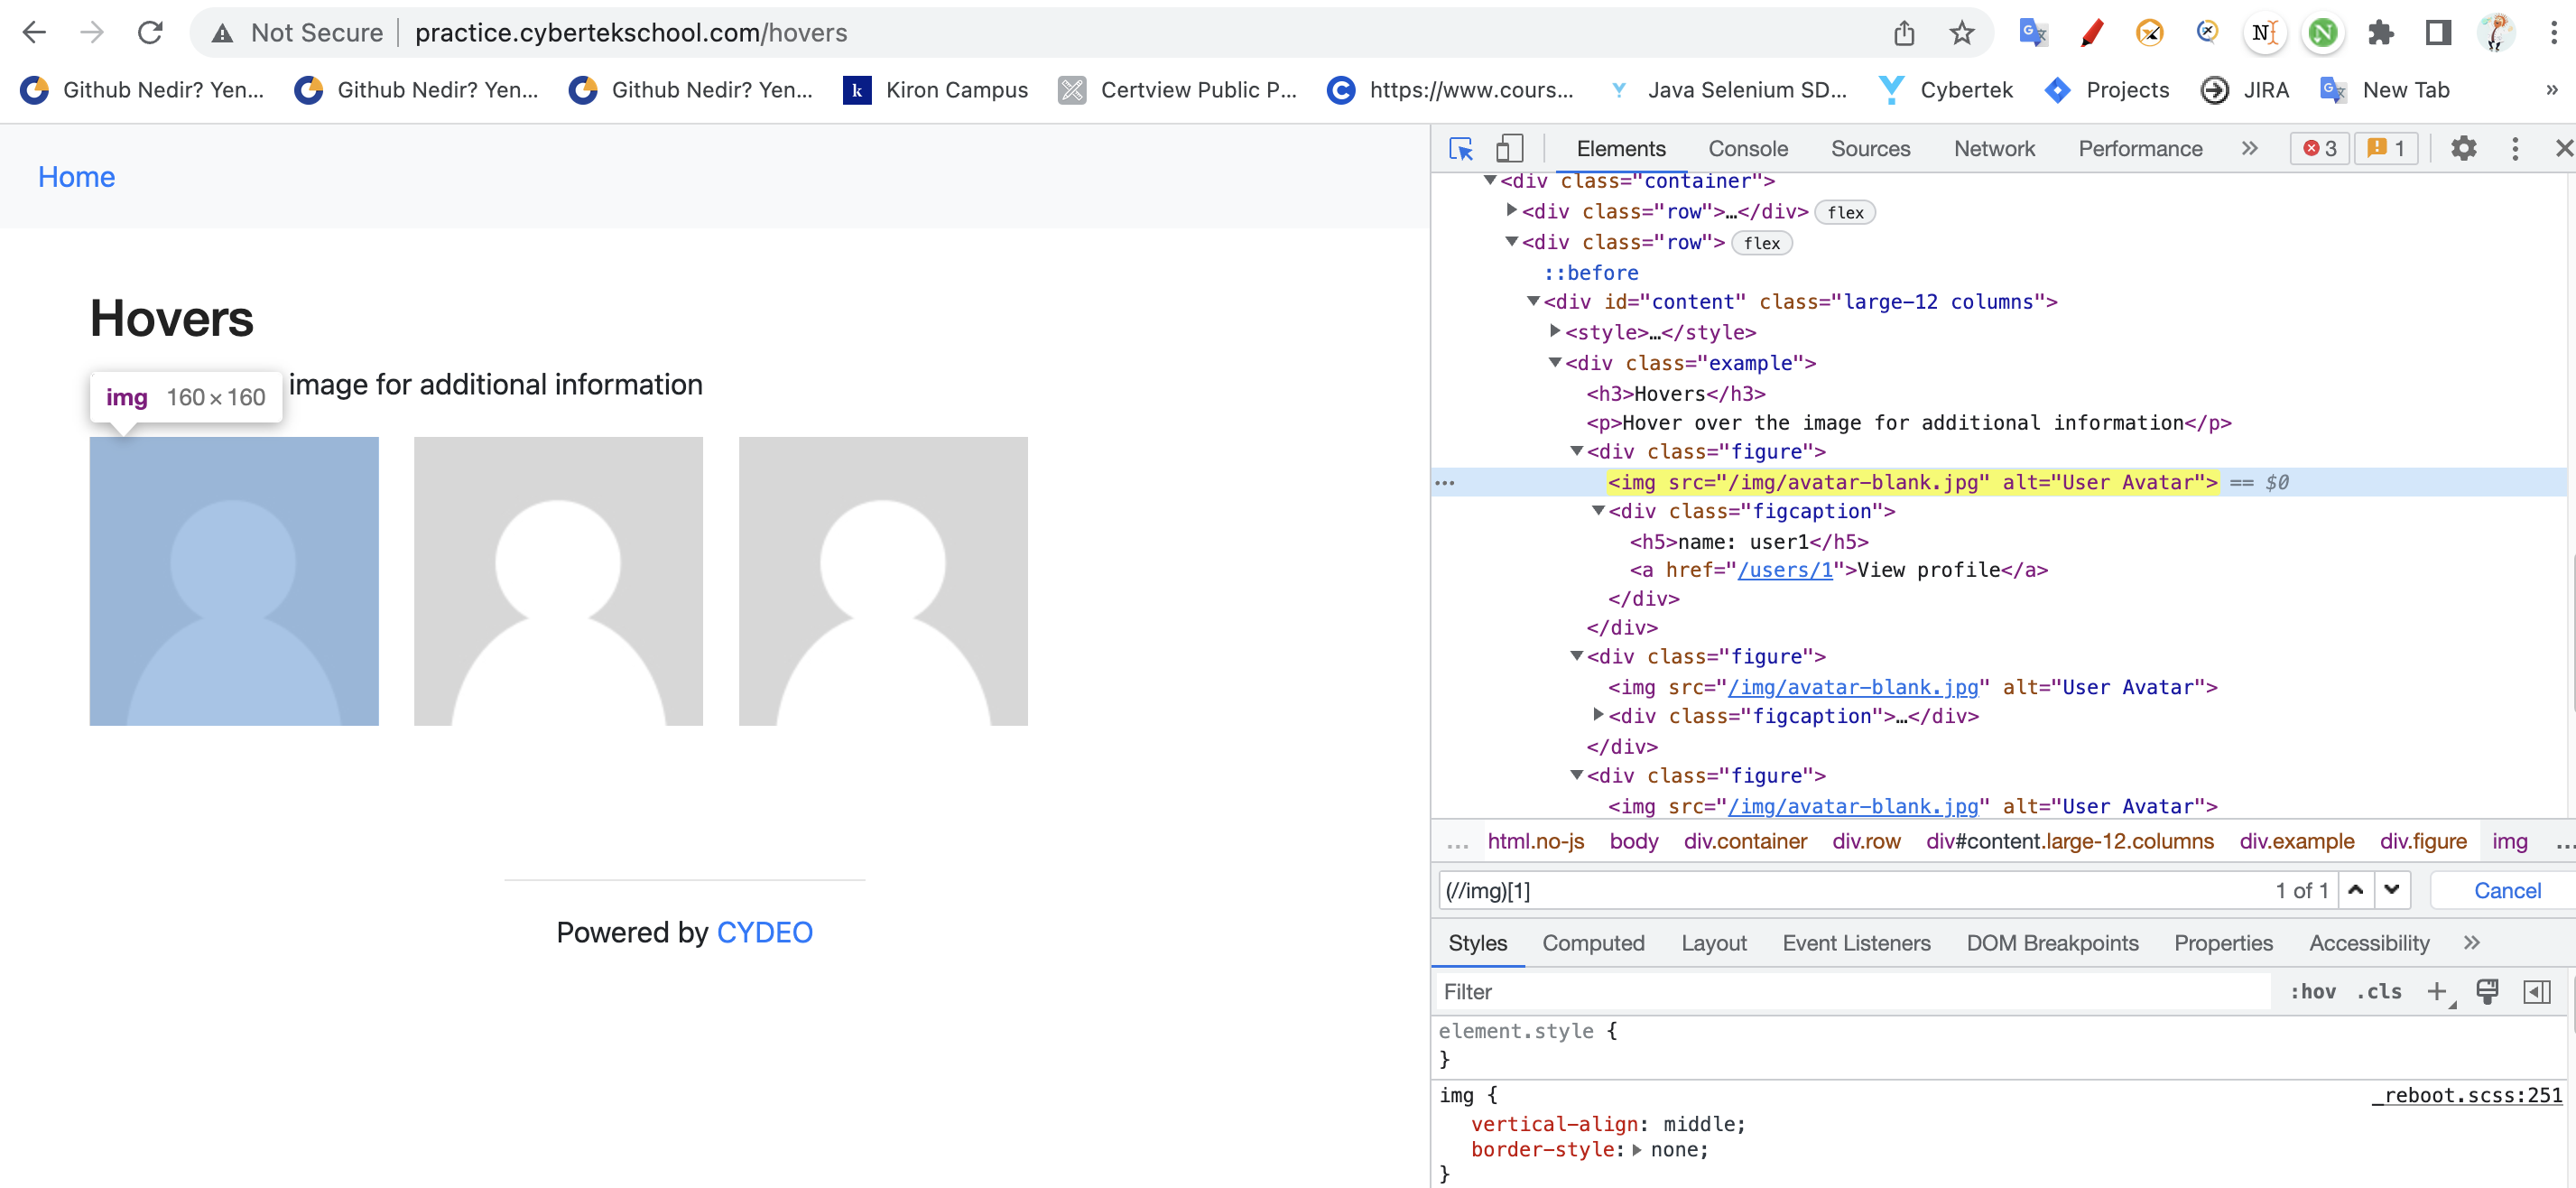 Not Secure | practice.cybertekschool.com/hovers
Github Nedir? Yen... Github Nedir? Yen... Github Nedir? Yen... Kiron Campus Certview Public P... https://www.cours... Java Selenium SD... Cybertek Projects JIRA New Tab »
Home
Hovers
image for additional information
img 160 × 160
Powered by CYDEO
Elements Console Sources Network Performance » 3 1
<div class="container">
<div class="row">…</div> flex
<div class="row"> flex
::before
<div id="content" class="large-12 columns">
<style>…</style>
<div class="example">
<h3>Hovers</h3>
<p>Hover over the image for additional information</p>
<div class="figure">
<img src="/img/avatar-blank.jpg" alt="User Avatar"> == $0
<div class="figcaption">
<h5>name: user1</h5>
<a href="/users/1">View profile</a>
</div>
</div>
<div class="figure">
<img src="/img/avatar-blank.jpg" alt="User Avatar">
<div class="figcaption">…</div>
</div>
<div class="figure">
<img src="/img/avatar-blank.jpg" alt="User Avatar">
... html.no-js body div.container div.row div#content.large-12.columns div.example div.figure img ...
(//img)[1] 1 of 1 Cancel
Styles Computed Layout Event Listeners DOM Breakpoints Properties Accessibility »
Filter :hov .cls +
element.style {
}
img { _reboot.scss:251
vertical-align: middle;
border-style: none;
}